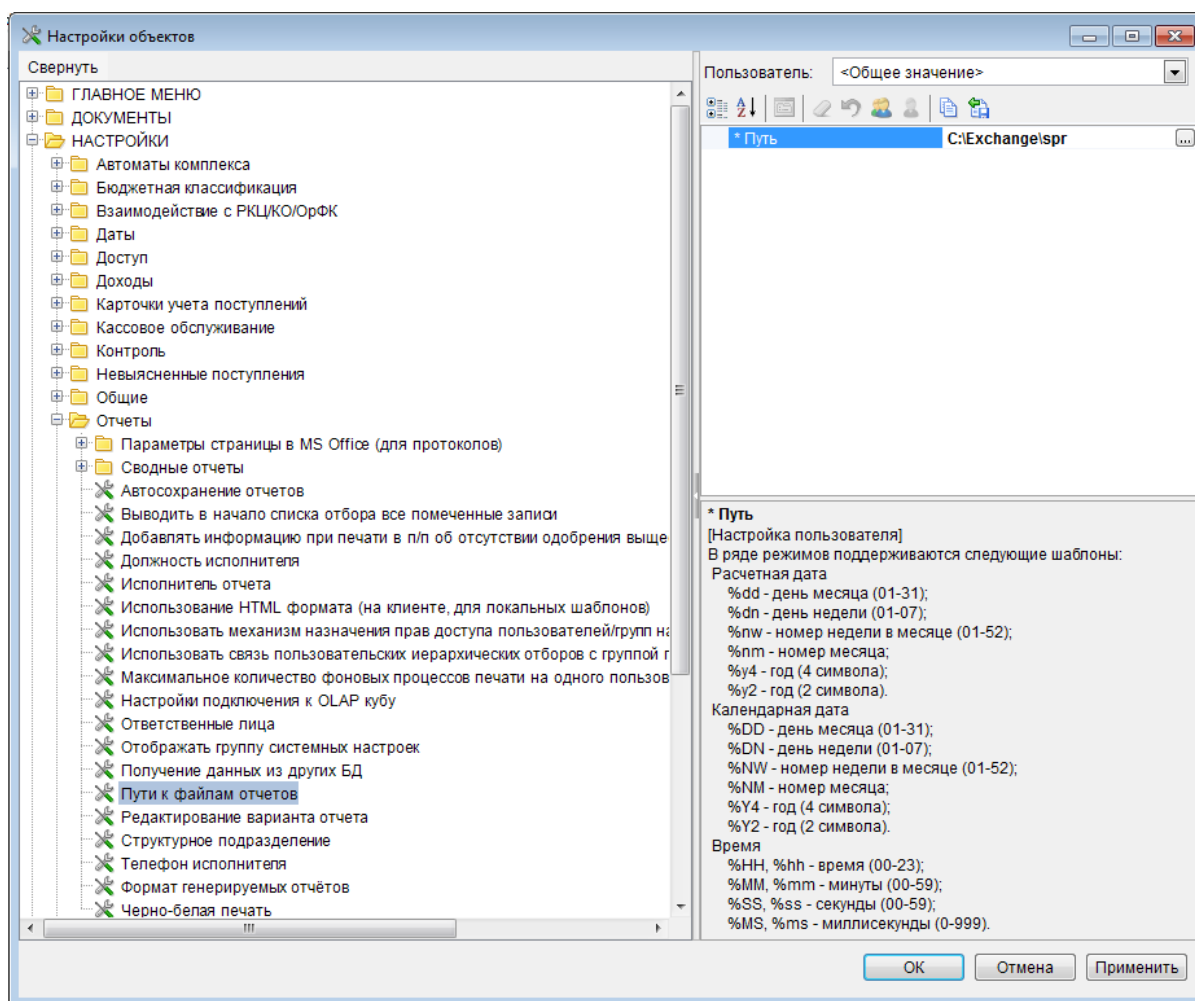 Настройки объектов
Свернуть
ГЛАВНОЕ МЕНЮ
ДОКУМЕНТЫ
НАСТРОЙКИ
Автоматы комплекса
Бюджетная классификация
Взаимодействие с РКЦ/КО/ОрФК
Даты
Доступ
Доходы
Карточки учета поступлений
Кассовое обслуживание
Контроль
Невыясненные поступления
Общие
Отчеты
Параметры страницы в MS Office (для протоколов)
Сводные отчеты
Автосохранение отчетов
Выводить в начало списка отбора все помеченные записи
Добавлять информацию при печати в п/п об отсутствии одобрения выще
Должность исполнителя
Исполнитель отчета
Использование HTML формата (на клиенте, для локальных шаблонов)
Использовать механизм назначения прав доступа пользователей/групп на
Использовать связь пользовательских иерархических отборов с группой г
Максимальное количество фоновых процессов печати на одного пользов
Настройки подключения к OLAP кубу
Ответственные лица
Отображать группу системных настроек
Получение данных из других БД
Пути к файлам отчетов
Редактирование варианта отчета
Структурное подразделение
Телефон исполнителя
Формат генерируемых отчётов
Черно-белая печать
Пользователь: <Общее значение>
* Путь C:\Exchange\spr ...
* Путь
[Настройка пользователя]
В ряде режимов поддерживаются следующие шаблоны:
Расчетная дата
%dd - день месяца (01-31);
%dn - день недели (01-07);
%nw - номер недели в месяце (01-52);
%nm - номер месяца;
%y4 - год (4 символа);
%y2 - год (2 символа).
Календарная дата
%DD - день месяца (01-31);
%DN - день недели (01-07);
%NW - номер недели в месяце (01-52);
%NM - номер месяца;
%Y4 - год (4 символа);
%Y2 - год (2 символа).
Время
%HH, %hh - время (00-23);
%MM, %mm - минуты (00-59);
%SS, %ss - секунды (00-59);
%MS, %ms - миллисекунды (0-999).
ОК Отмена Применить